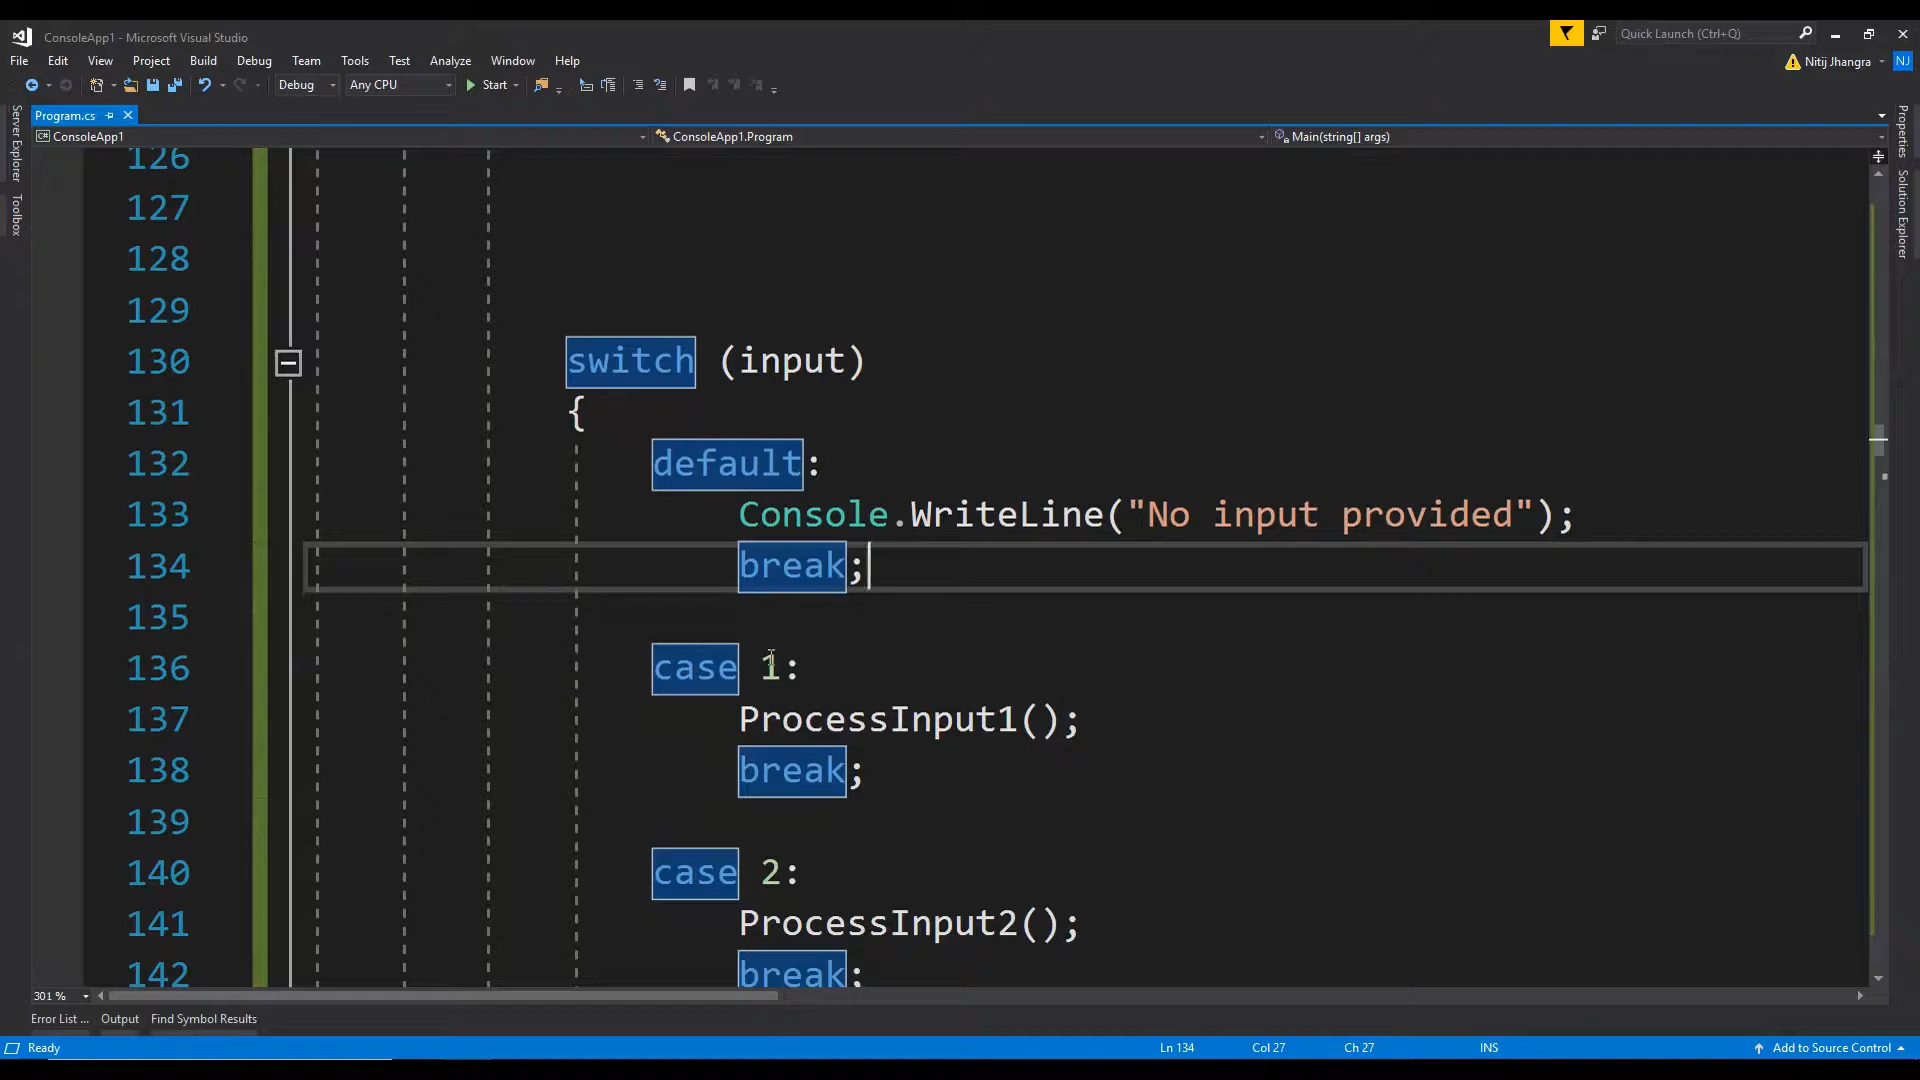 ConsoleApp1 - Microsoft Visual Studio
Quick Launch (Ctrl+Q)
File Edit View Project Build Debug Team Tools Test Analyze Window Help
Nitij Jhangra NJ
Debug Any CPU Start
Program.cs
ConsoleApp1 ConsoleApp1.Program Main(string[] args)
Server Explorer
Toolbox
Properties
Solution Explorer
126
127
128
129
130 switch (input)
131 {
132 default:
133 Console.WriteLine("No input provided");
134 break;
135
136 case 1:
137 ProcessInput1();
138 break;
139
140 case 2:
141 ProcessInput2();
142 break;
301 %
Error List ... Output Find Symbol Results
Ready Ln 134 Col 27 Ch 27 INS Add to Source Control